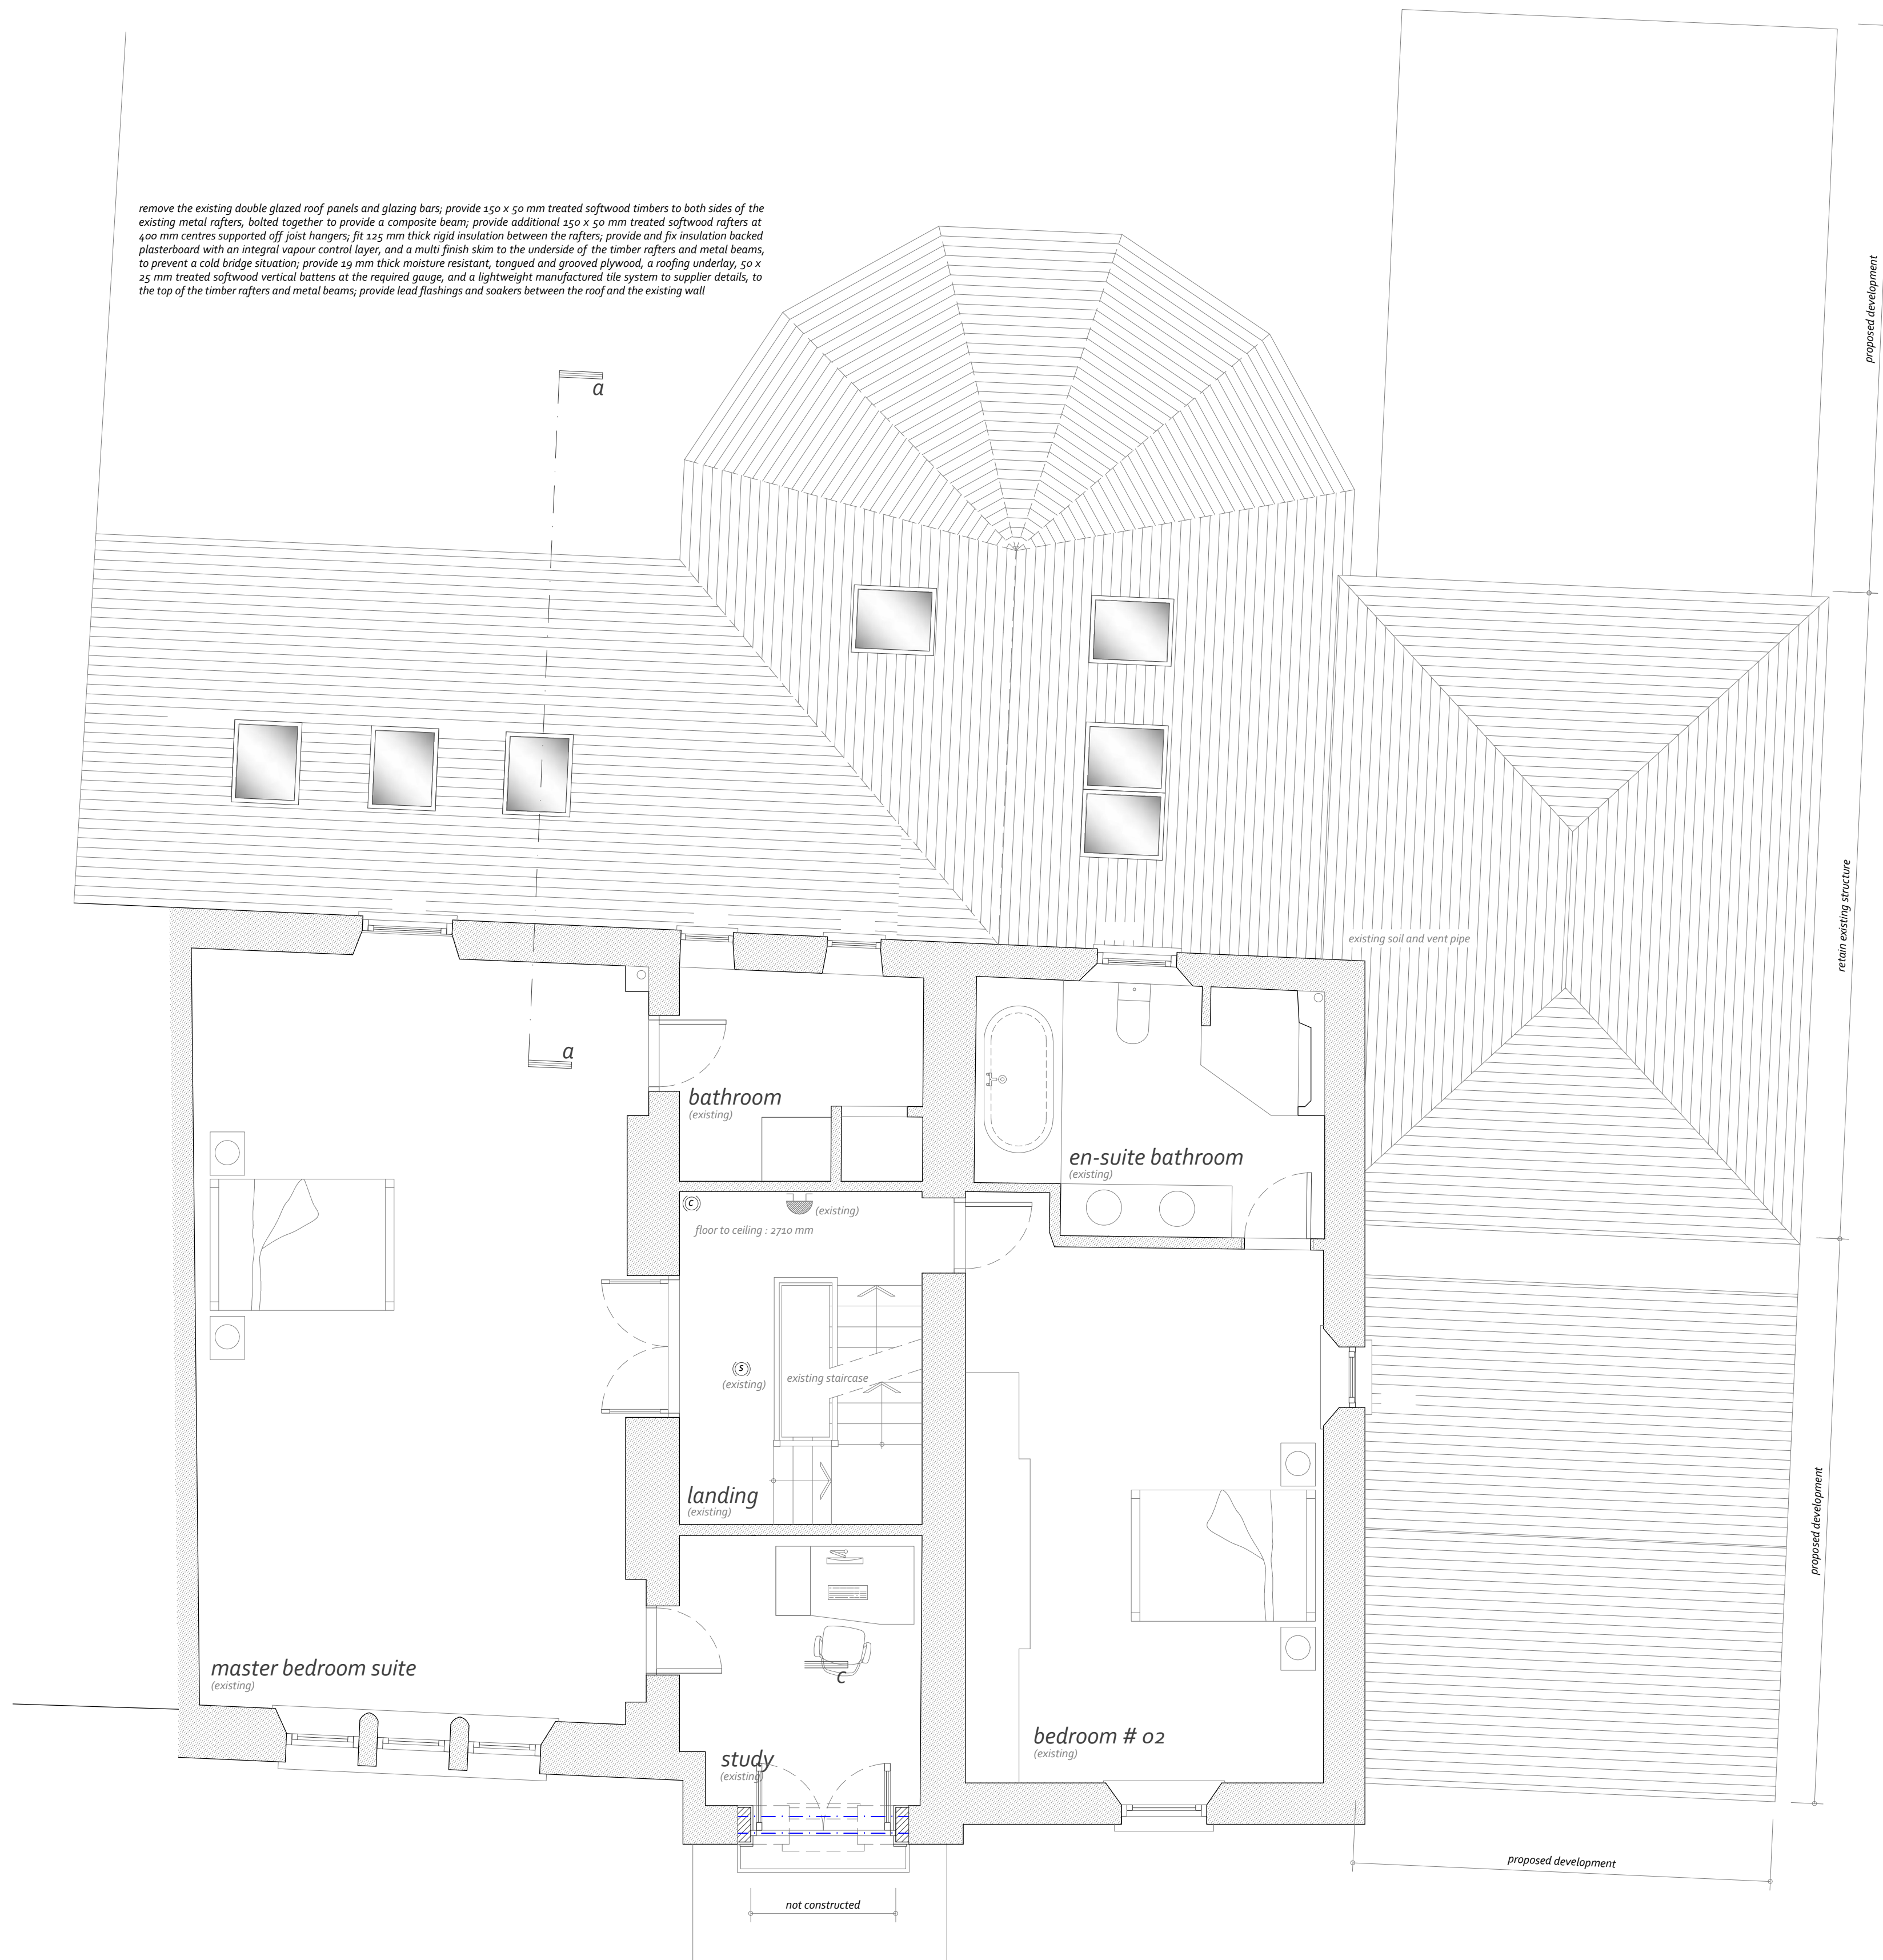 remove the existing double glazed roof panels and glazing bars; provide 150 x 50 mm treated softwood timbers to both sides of the
existing metal rafters, bolted together to provide a composite beam; provide additional 150 x 50 mm treated softwood rafters at
400 mm centres supported off joist hangers; fit 125 mm thick rigid insulation between the rafters; provide and fix insulation backed
plasterboard with an integral vapour control layer, and a multi finish skim to the underside of the timber rafters and metal beams,
to prevent a cold bridge situation; provide 19 mm thick moisture resistant, tongued and grooved plywood, a roofing underlay, 50 x
25 mm treated softwood vertical battens at the required gauge, and a lightweight manufactured tile system to supplier details, to
the top of the timber rafters and metal beams; provide lead flashings and soakers between the roof and the existing wall
proposed development
a
retain existing structure
existing soil and vent pipe
a
bathroom
(existing)
en-suite bathroom
(existing)
C
(existing)
floor to ceiling : 2710 mm
S
(existing)
existing staircase
landing
(existing)
proposed development
master bedroom suite
(existing)
c
bedroom # 02
(existing)
study
(existing)
proposed development
not constructed